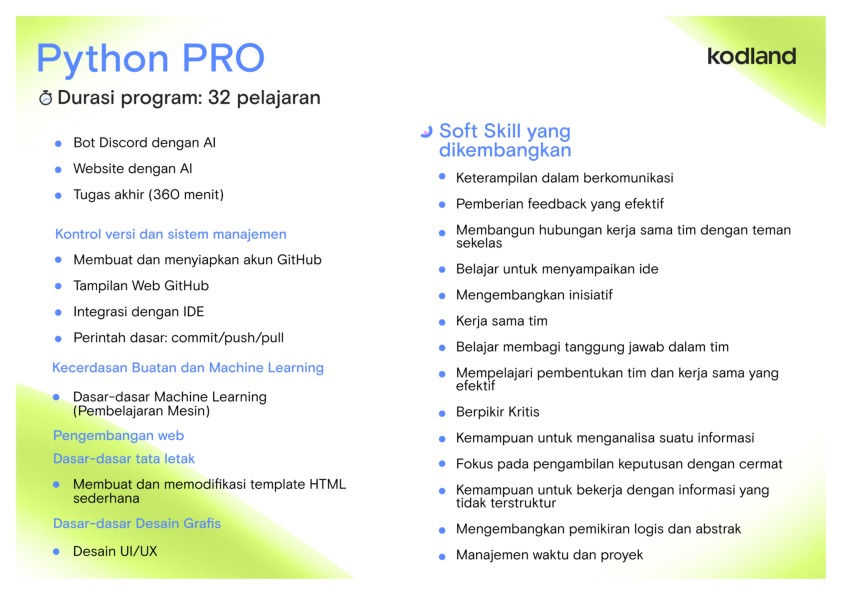 Python PRO
kodland
Durasi program: 32 pelajaran
Bot Discord dengan AI
Website dengan AI
Tugas akhir (360 menit)
Kontrol versi dan sistem manajemen
Membuat dan menyiapkan akun GitHub
Tampilan Web GitHub
Integrasi dengan IDE
Perintah dasar: commit/push/pull
Kecerdasan Buatan dan Machine Learning
Dasar-dasar Machine Learning
(Pembelajaran Mesin)
Pengembangan web
Dasar-dasar tata letak
Membuat dan memodifikasi template HTML
sederhana
Dasar-dasar Desain Grafis
Desain UI/UX
Soft Skill yang
dikembangkan
Keterampilan dalam berkomunikasi
Pemberian feedback yang efektif
Membangun hubungan kerja sama tim dengan teman
sekelas
Belajar untuk menyampaikan ide
Mengembangkan inisiatif
Kerja sama tim
Belajar membagi tanggung jawab dalam tim
Mempelajari pembentukan tim dan kerja sama yang
efektif
Berpikir Kritis
Kemampuan untuk menganalisa suatu informasi
Fokus pada pengambilan keputusan dengan cermat
Kemampuan untuk bekerja dengan informasi yang
tidak terstruktur
Mengembangkan pemikiran logis dan abstrak
Manajemen waktu dan proyek